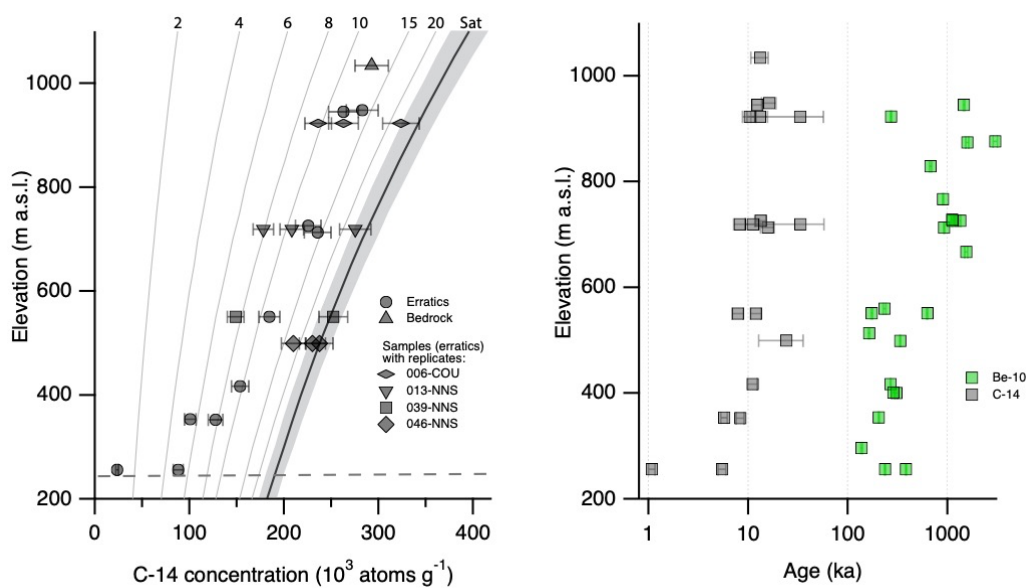 2 4 6 8 10 15 20 Sat
1000
800
600
400
200
Elevation (m a.s.l.)
0 100 200 300 400
C-14 concentration (10³ atoms g⁻¹)
Erratics
Bedrock
Samples (erratics)
with replicates:
006-COU
013-NNS
039-NNS
046-NNS
1000
800
600
400
200
Elevation (m a.s.l.)
1 10 100 1000
Age (ka)
Be-10
C-14